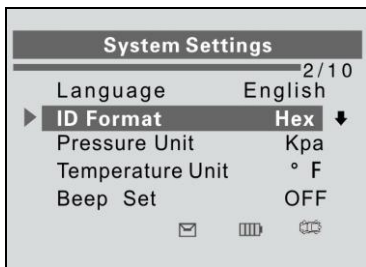 System Settings
2/10
Language English
ID Format Hex
Pressure Unit Kpa
Temperature Unit ° F
Beep Set OFF